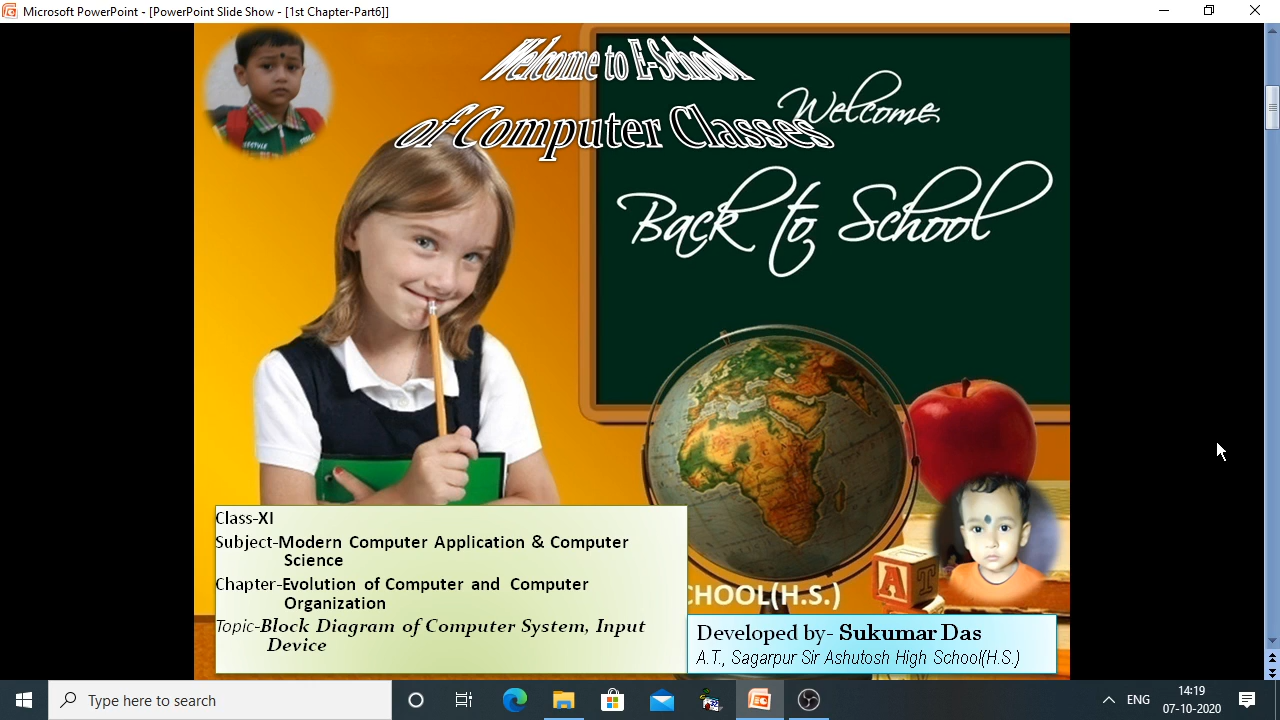 Microsoft PowerPoint - [PowerPoint Slide Show - [1st Chapter-Part6]]
Welcome to E-School
of Computer Classes
Welcome
Back to School
Class-XI
Subject-Modern Computer Application & Computer
Science
Chapter-Evolution of Computer and Computer
Organization
Topic-Block Diagram of Computer System, Input
Device
CHOOL(H.S.)
A T
Developed by- Sukumar Das
A.T., Sagarpur Sir Ashutosh High School(H.S.)
Type here to search
ENG
14:19
07-10-2020